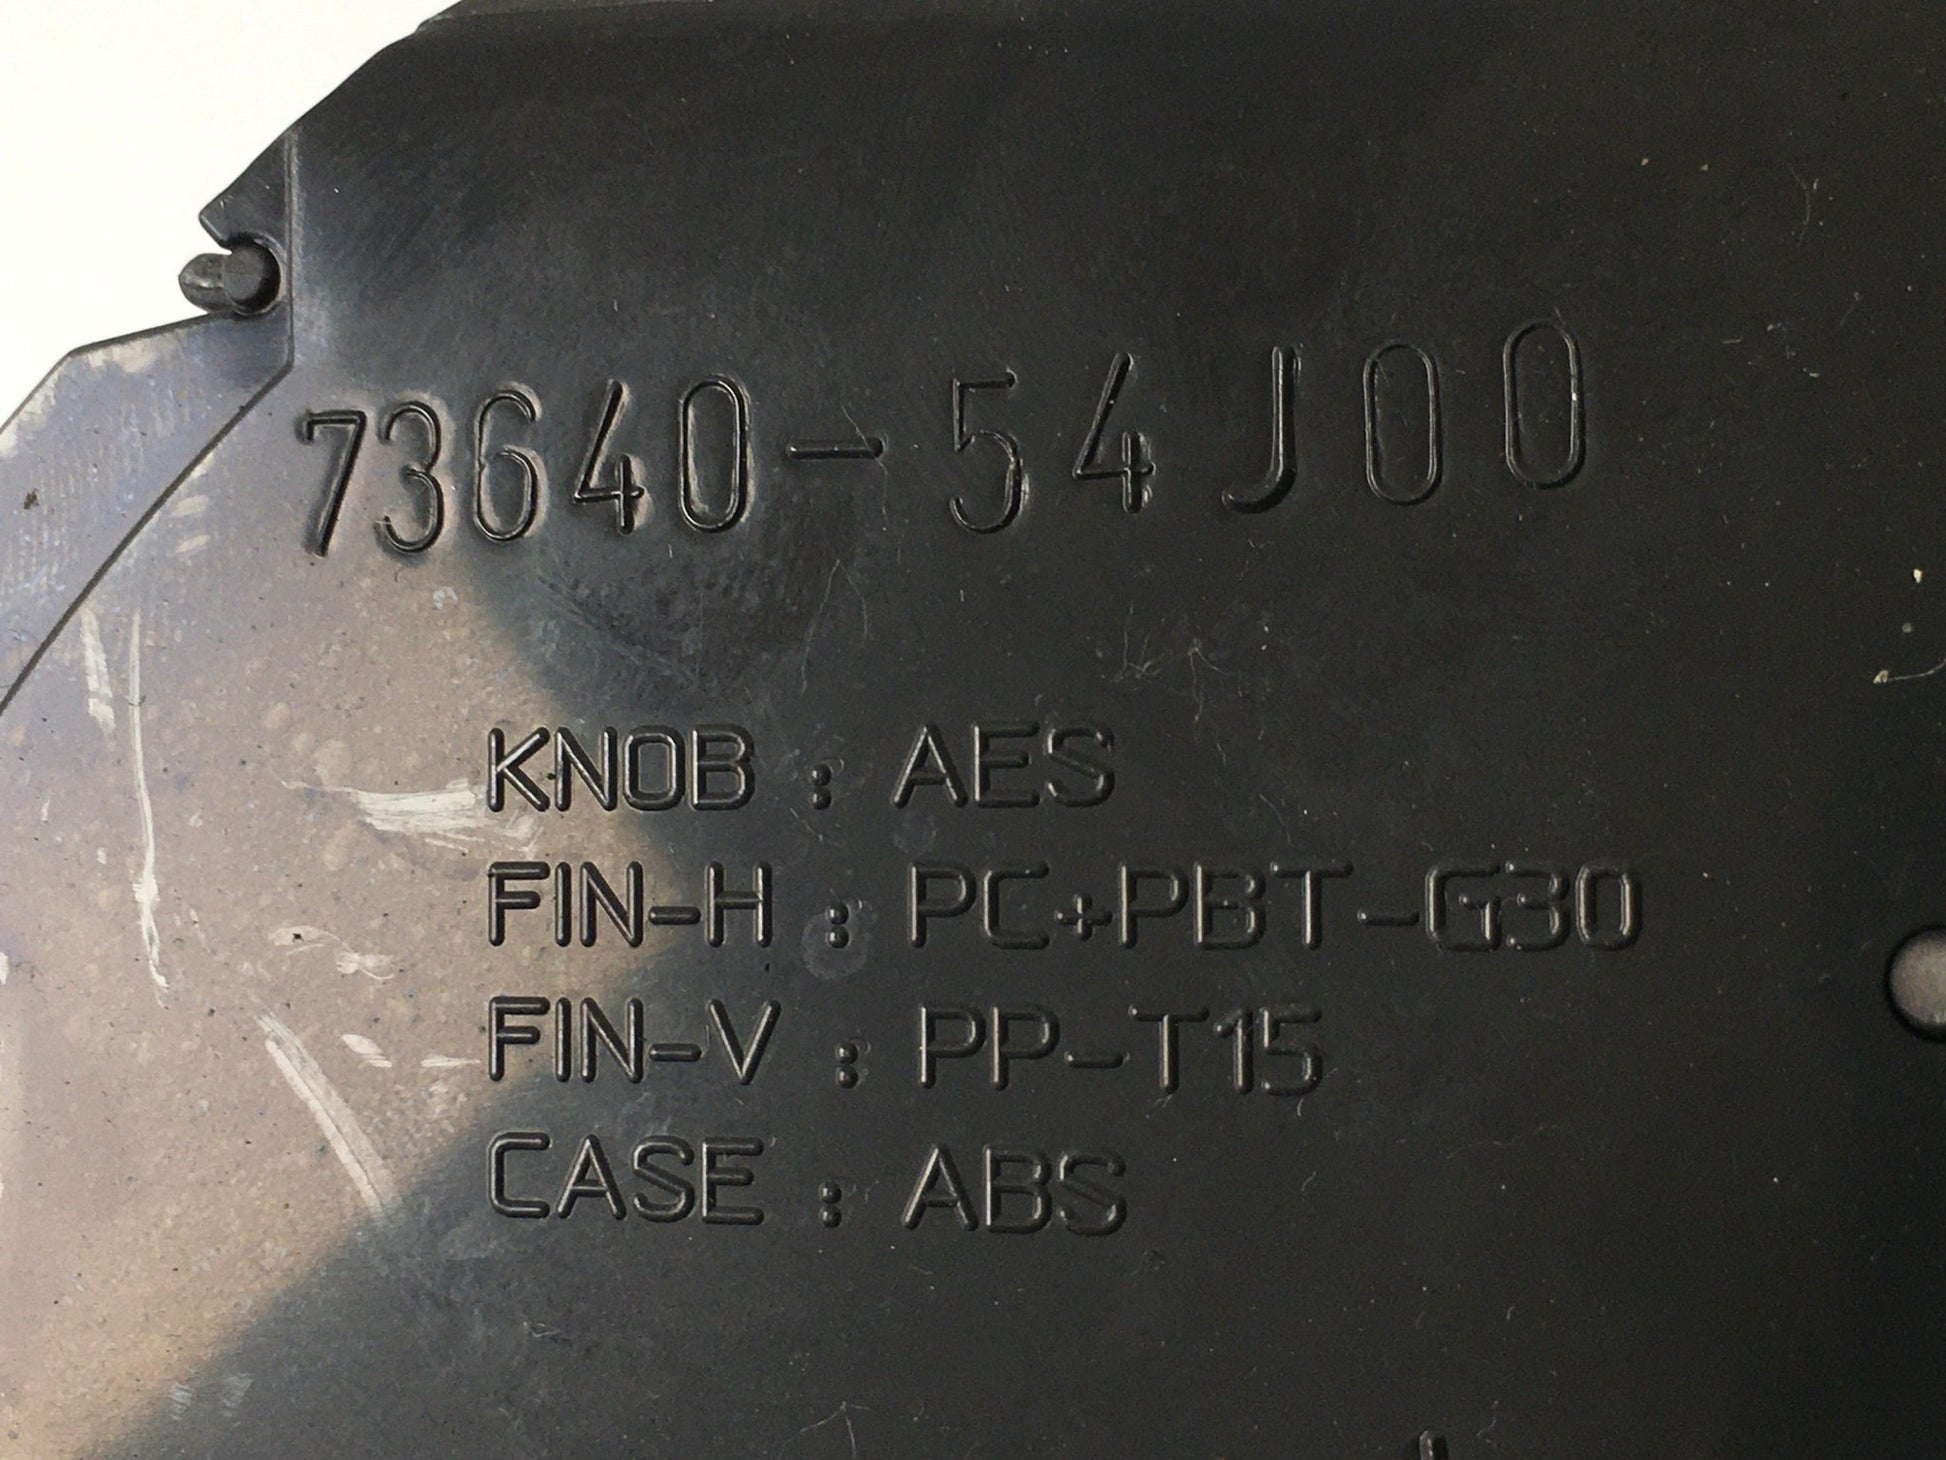 73640-54J00
KNOB : AES
FIN-H : PC+PBT-G30
FIN-V : PP-T15
CASE : ABS